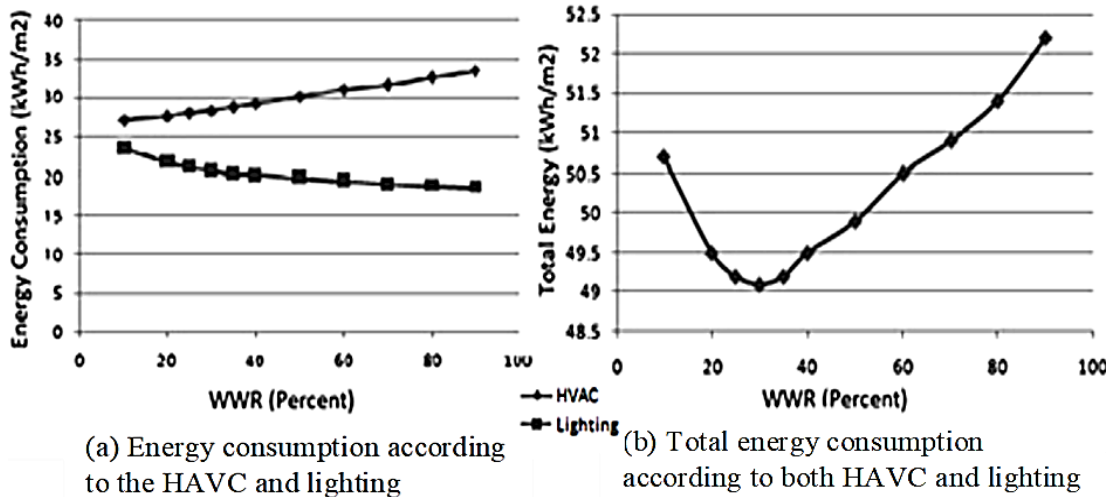 Energy Consumption (kWh/m2)
40
35
30
25
20
15
10
5
0
0 20 40 60 80 100
WWR (Percent)
HVAC
Lighting
(a) Energy consumption according
to the HAVC and lighting
Total Energy (kWh/m2)
52.5
52
51.5
51
50.5
50
49.5
49
48.5
0 20 40 60 80 100
WWR (Percent)
(b) Total energy consumption
according to both HAVC and lighting